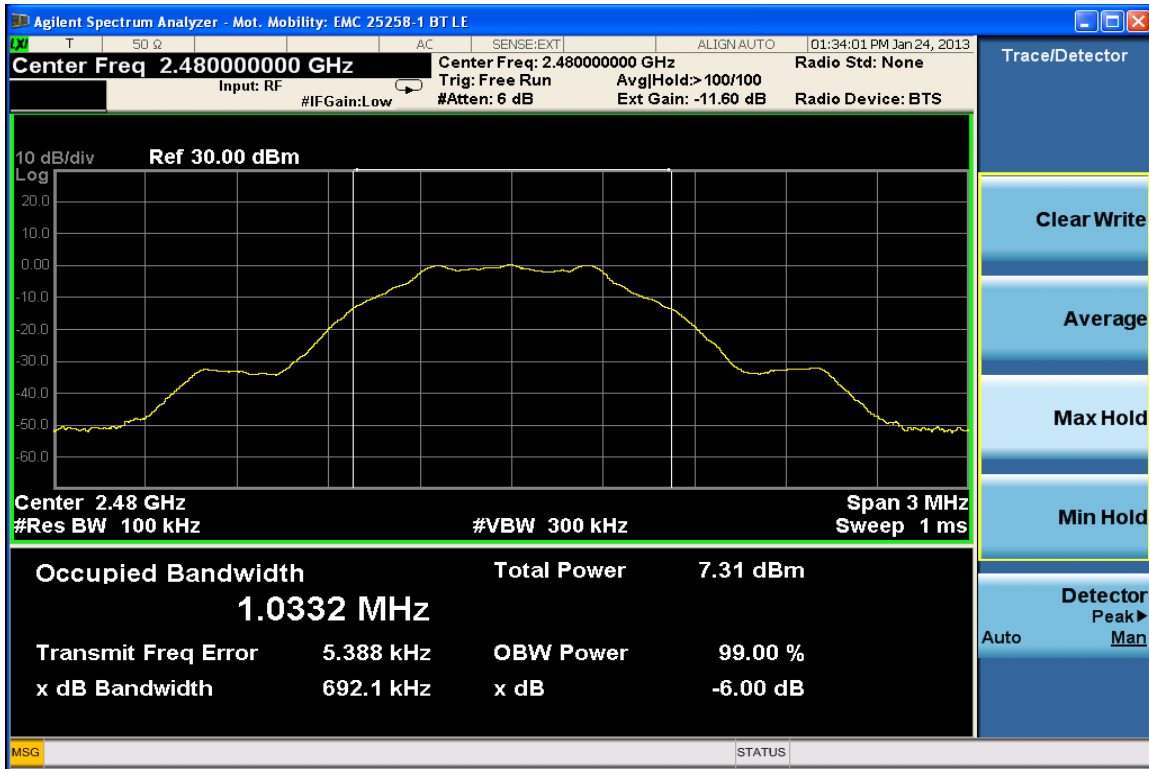 Agilent Spectrum Analyzer - Mot. Mobility: EMC 25258-1 BT LE
LXI T 50 Ω AC SENSE:EXT ALIGN AUTO 01:34:01 PM Jan 24, 2013
Center Freq 2.480000000 GHz Center Freq: 2.480000000 GHz Radio Std: None
Input: RF Trig: Free Run Avg|Hold:>100/100
#IFGain:Low #Atten: 6 dB Ext Gain: -11.60 dB Radio Device: BTS
10 dB/div Ref 30.00 dBm
Log
20.0
10.0
0.00
-10.0
-20.0
-30.0
-40.0
-50.0
-60.0
Center 2.48 GHz Span 3 MHz
#Res BW 100 kHz #VBW 300 kHz Sweep 1 ms
Occupied Bandwidth Total Power 7.31 dBm
1.0332 MHz
Transmit Freq Error 5.388 kHz OBW Power 99.00 %
x dB Bandwidth 692.1 kHz x dB -6.00 dB
MSG STATUS
Trace/Detector
Clear Write
Average
Max Hold
Min Hold
Detector
Peak▶
Auto Man